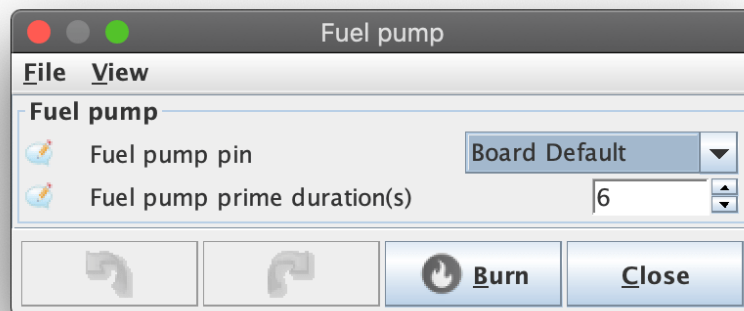 Fuel pump
File View
Fuel pump
Fuel pump pin Board Default
Fuel pump prime duration(s) 6
Burn Close